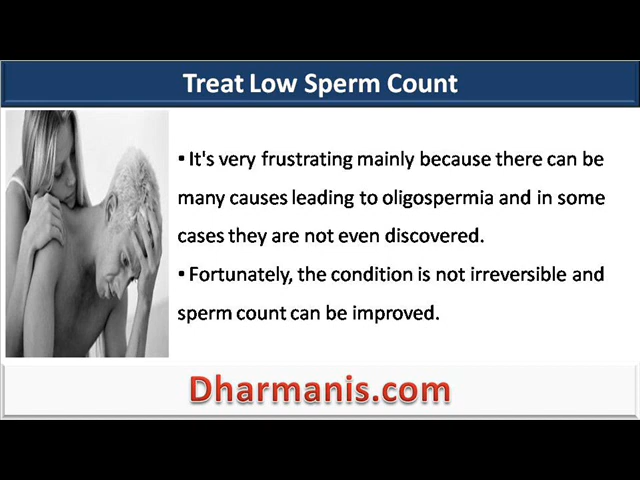 Treat Low Sperm Count
• It's very frustrating mainly because there can be
many causes leading to oligospermia and in some
cases they are not even discovered.
• Fortunately, the condition is not irreversible and
sperm count can be improved.
Dharmanis.com